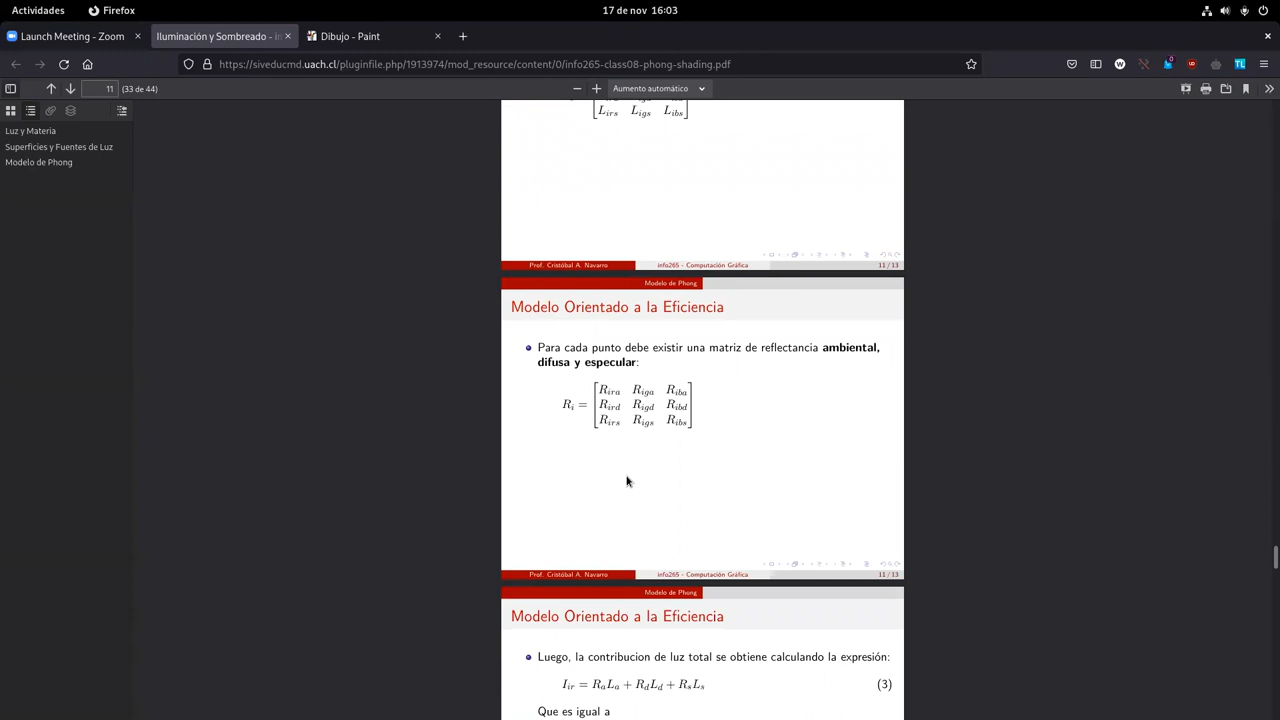 Actividades
Firefox
17 de nov 16:03
Launch Meeting - Zoom
Iluminación y Sombreado - i
Dibujo - Paint
https://siveducmd.uach.cl/pluginfile.php/1913974/mod_resource/content/0/info265-class08-phong-shading.pdf
11
(33 de 44)
Aumento automático
Luz y Materia
Superficies y Fuentes de Luz
Modelo de Phong
L_irs L_igs L_ibs
Prof. Cristóbal A. Navarro info265 - Computación Gráfica 11 / 13
Modelo de Phong
Modelo Orientado a la Eficiencia
Para cada punto debe existir una matriz de reflectancia ambiental,
difusa y especular:
R_ira R_iga R_iba
R_i = R_ird R_igd R_ibd
R_irs R_igs R_ibs
Prof. Cristóbal A. Navarro info265 - Computación Gráfica 11 / 13
Modelo de Phong
Modelo Orientado a la Eficiencia
Luego, la contribucion de luz total se obtiene calculando la expresión:
I_ir = R_aL_a + R_dL_d + R_sL_s (3)
Que es igual a